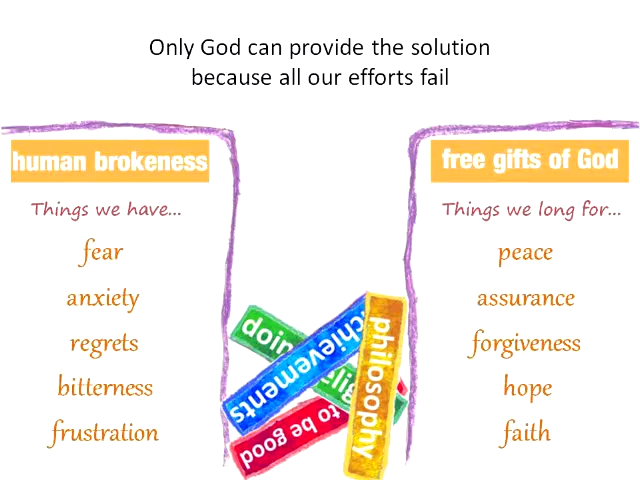 Only God can provide the solution
because all our efforts fail
human brokeness
Things we have...
fear
anxiety
regrets
bitterness
frustration
free gifts of God
Things we long for...
peace
assurance
forgiveness
hope
faith
achievements
to be good
philosophy